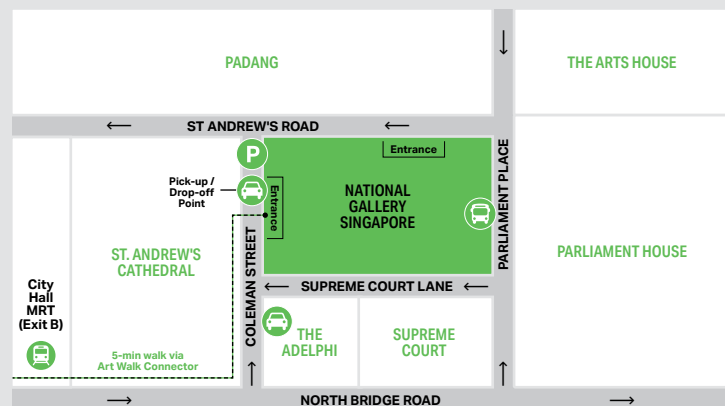 PADANG
THE ARTS HOUSE
← ST ANDREW'S ROAD ←
↓
P
Entrance
Pick-up /
Drop-off
Point
Entrance
NATIONAL
GALLERY
SINGAPORE
PARLIAMENT PLACE
ST. ANDREW'S
CATHEDRAL
COLEMAN STREET
PARLIAMENT HOUSE
City
Hall
MRT
(Exit B)
← SUPREME COURT LANE ←
THE
ADELPHI
SUPREME
COURT
5-min walk via
Art Walk Connector
↑
↑
→ NORTH BRIDGE ROAD →